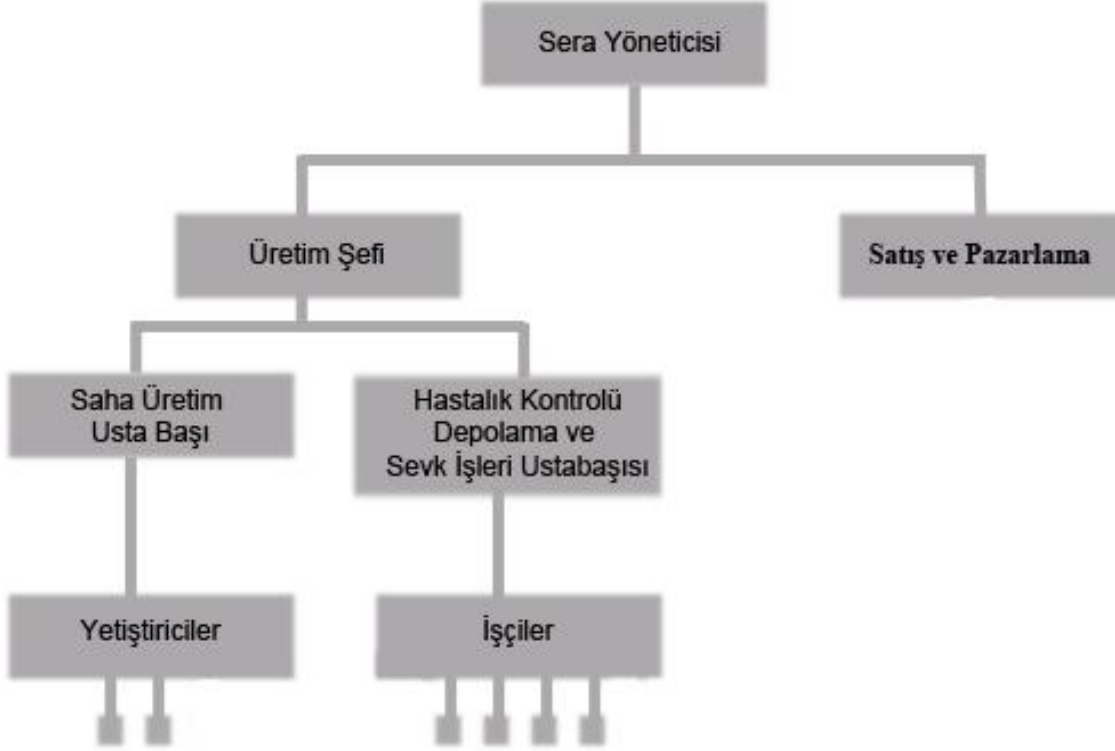 Sera Yöneticisi
Üretim Şefi
Satış ve Pazarlama
Saha Üretim
Usta Başı
Hastalık Kontrolü
Depolama ve
Sevk İşleri Ustabaşısı
Yetiştiriciler
İşçiler